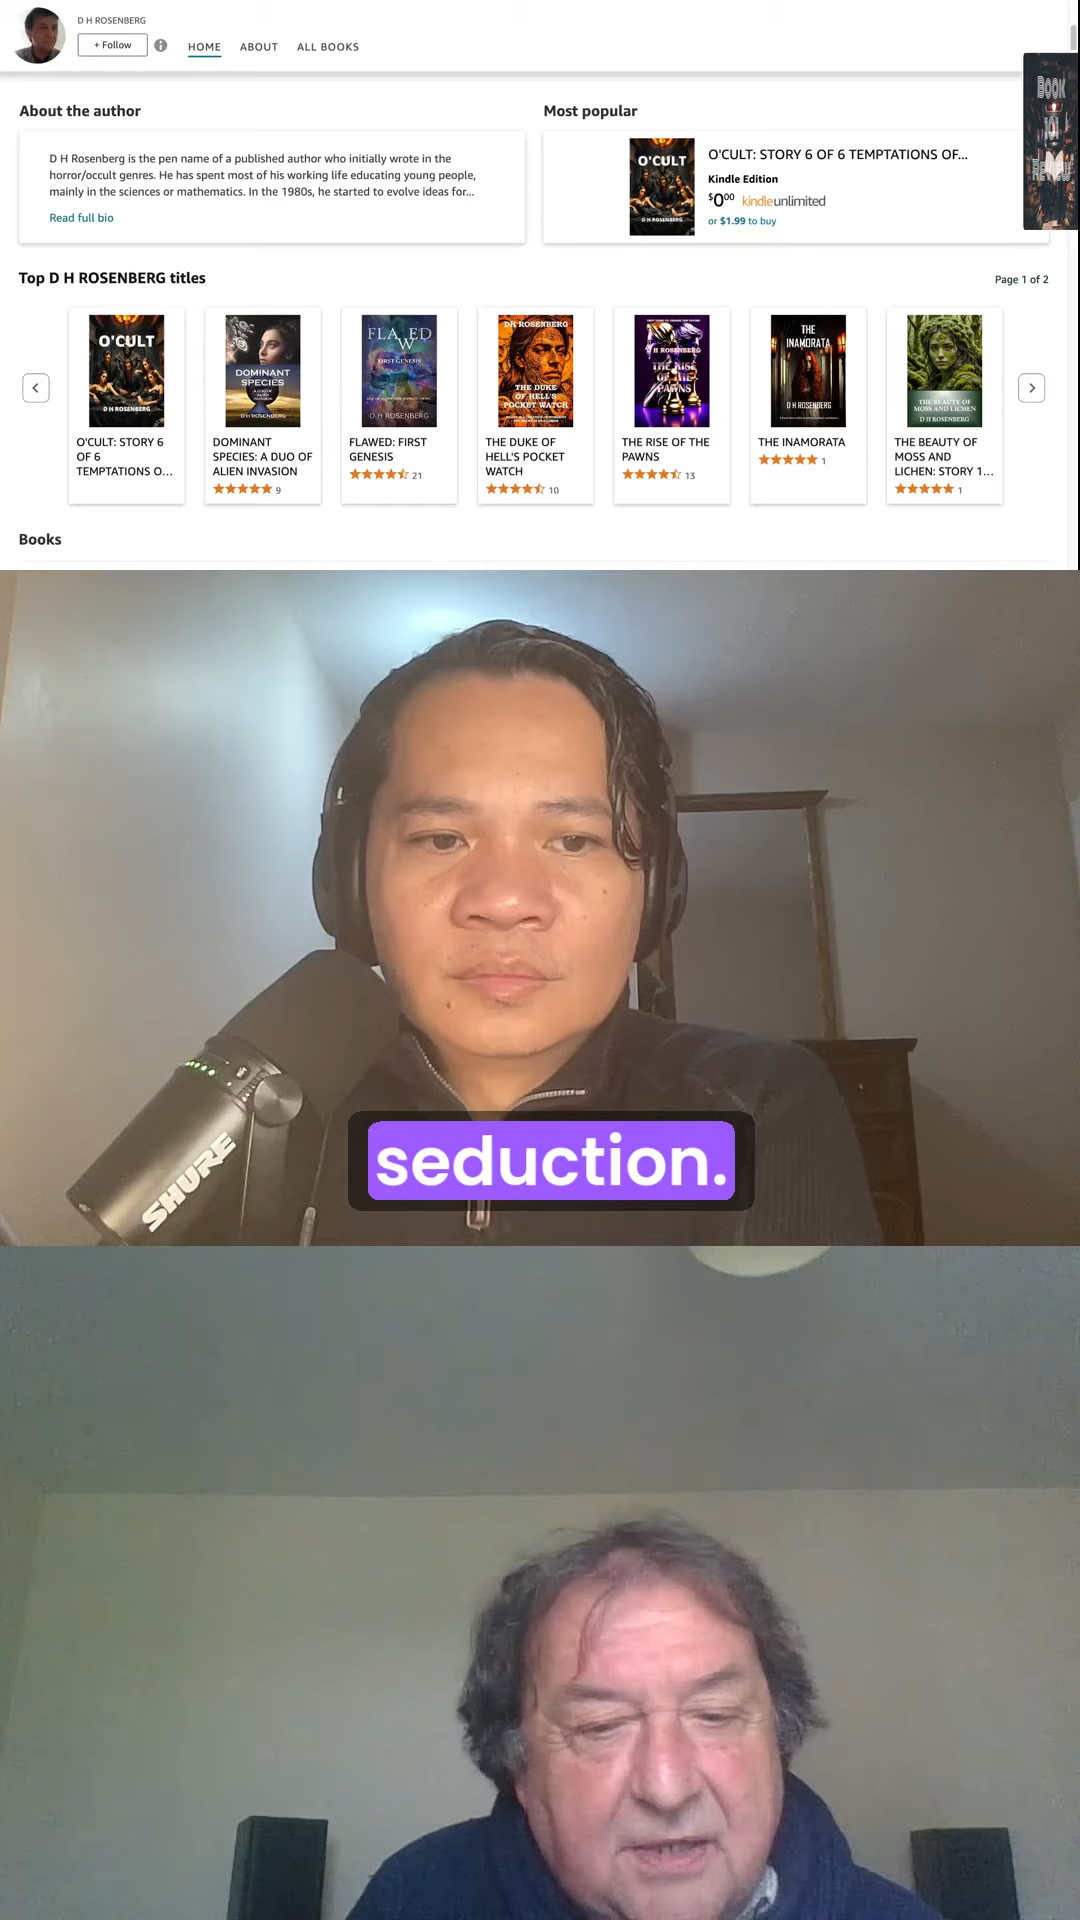 D H ROSENBERG
+ Follow
HOME ABOUT ALL BOOKS
About the author
D H Rosenberg is the pen name of a published author who initially wrote in the
horror/occult genres. He has spent most of his working life educating young people,
mainly in the sciences or mathematics. In the 1980s, he started to evolve ideas for...
Read full bio
Most popular
O'CULT
D H ROSENBERG
O'CULT: STORY 6 OF 6 TEMPTATIONS OF...
Kindle Edition
$0.00 kindleunlimited
or $1.99 to buy
Book
Top D H ROSENBERG titles
Page 1 of 2
O'CULT
D H ROSENBERG
O'CULT: STORY 6
OF 6
TEMPTATIONS O...
DOMINANT
SPECIES
D H ROSENBERG
DOMINANT
SPECIES: A DUO OF
ALIEN INVASION
9
FLAWED
FIRST GENESIS
D H ROSENBERG
FLAWED: FIRST
GENESIS
21
DH ROSENBERG
THE DUKE
OF HELL'S
POCKET WATCH
THE DUKE OF
HELL'S POCKET
WATCH
10
D H ROSENBERG
THE RISE
OF THE
PAWNS
THE RISE OF THE
PAWNS
13
THE
INAMORATA
D H ROSENBERG
THE INAMORATA
1
THE BEAUTY OF
MOSS AND LICHEN
D H ROSENBERG
THE BEAUTY OF
MOSS AND
LICHEN: STORY 1...
1
Books
SHURE
seduction.